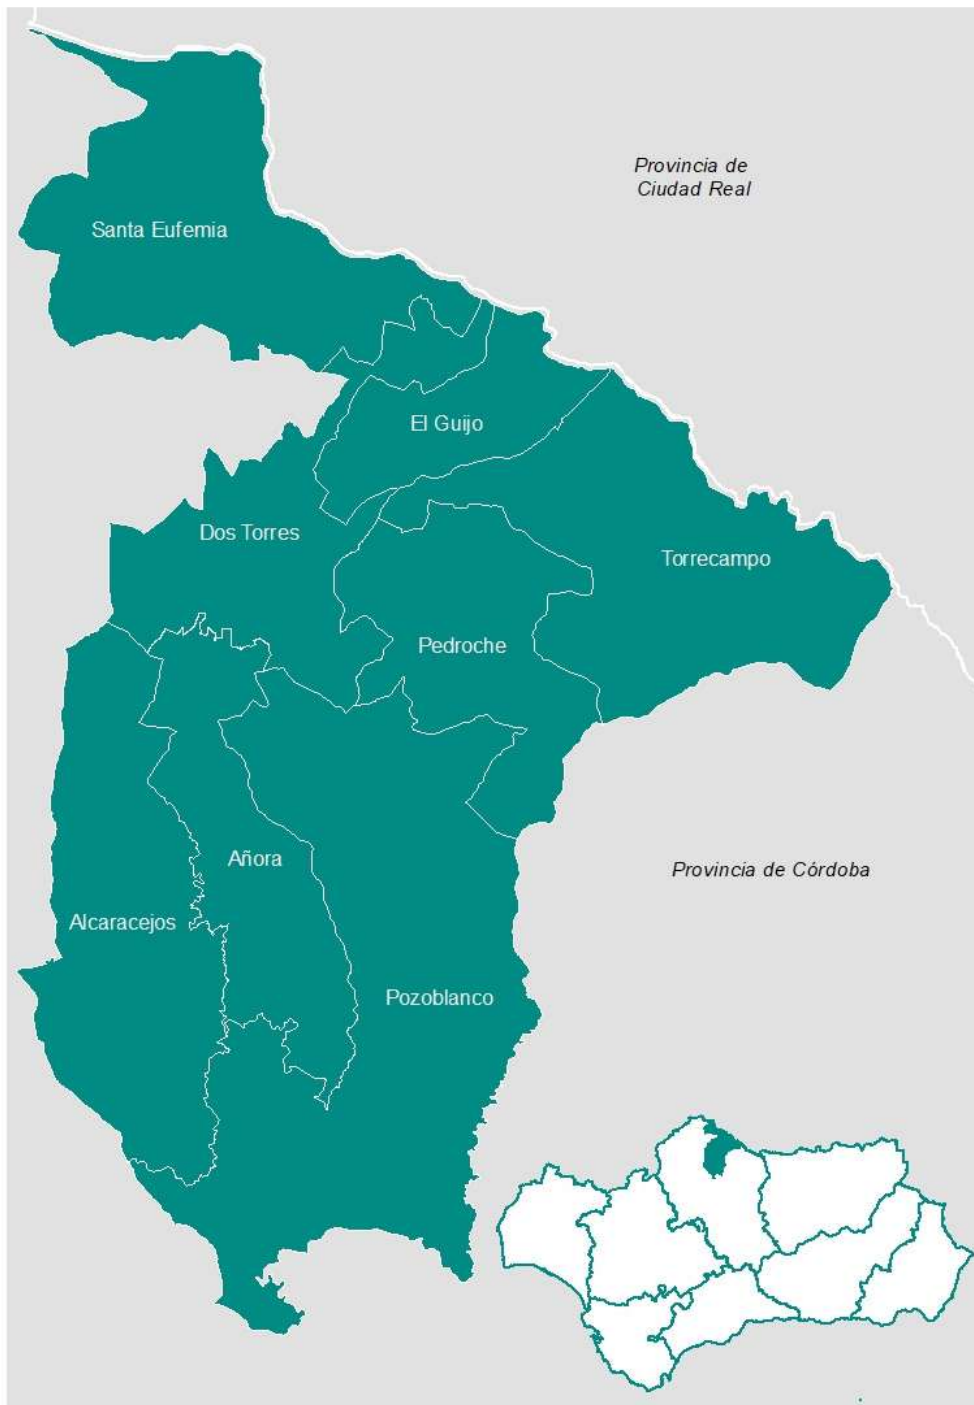 Provincia de
Ciudad Real
Santa Eufemia
El Guijo
Dos Torres
Torrecampo
Pedroche
Añora
Provincia de Córdoba
Alcaracejos
Pozoblanco